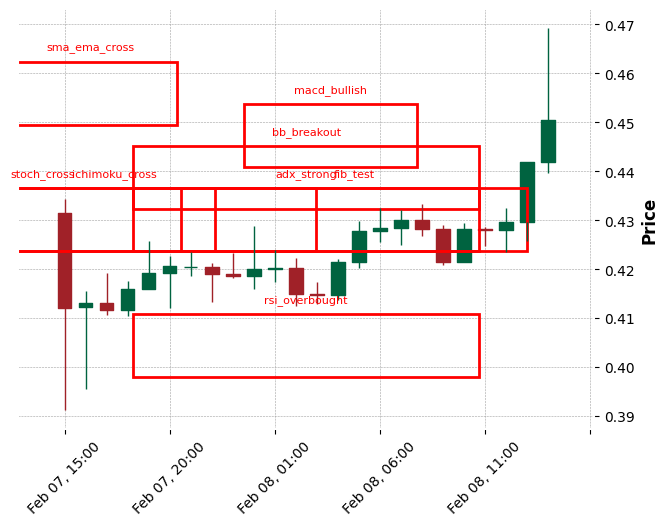 sma_ema_cross
macd_bullish
bb_breakout
stoch_cross
ichimoku_cross
adx_strong
fib_test
rsi_overbought
0.47
0.46
0.45
0.44
0.43
0.42
0.41
0.40
0.39
Price
Feb 07, 15:00
Feb 07, 20:00
Feb 08, 01:00
Feb 08, 06:00
Feb 08, 11:00